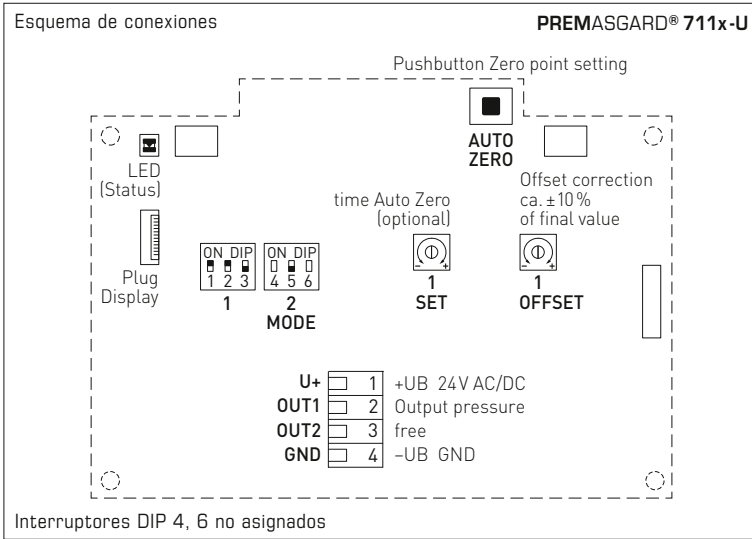 Esquema de conexiones
PREMASGARD® 711x-U
Pushbutton Zero point setting
AUTO
ZERO
LED
(Status)
time Auto Zero
(optional)
Offset correction
ca. ±10 %
of final value
Plug
Display
ON DIP
1 2 3
1
ON DIP
4 5 6
2
MODE
- +
1
SET
- +
1
OFFSET
U+ 1 +UB 24V AC/DC
OUT1 2 Output pressure
OUT2 3 free
GND 4 –UB GND
Interruptores DIP 4, 6 no asignados